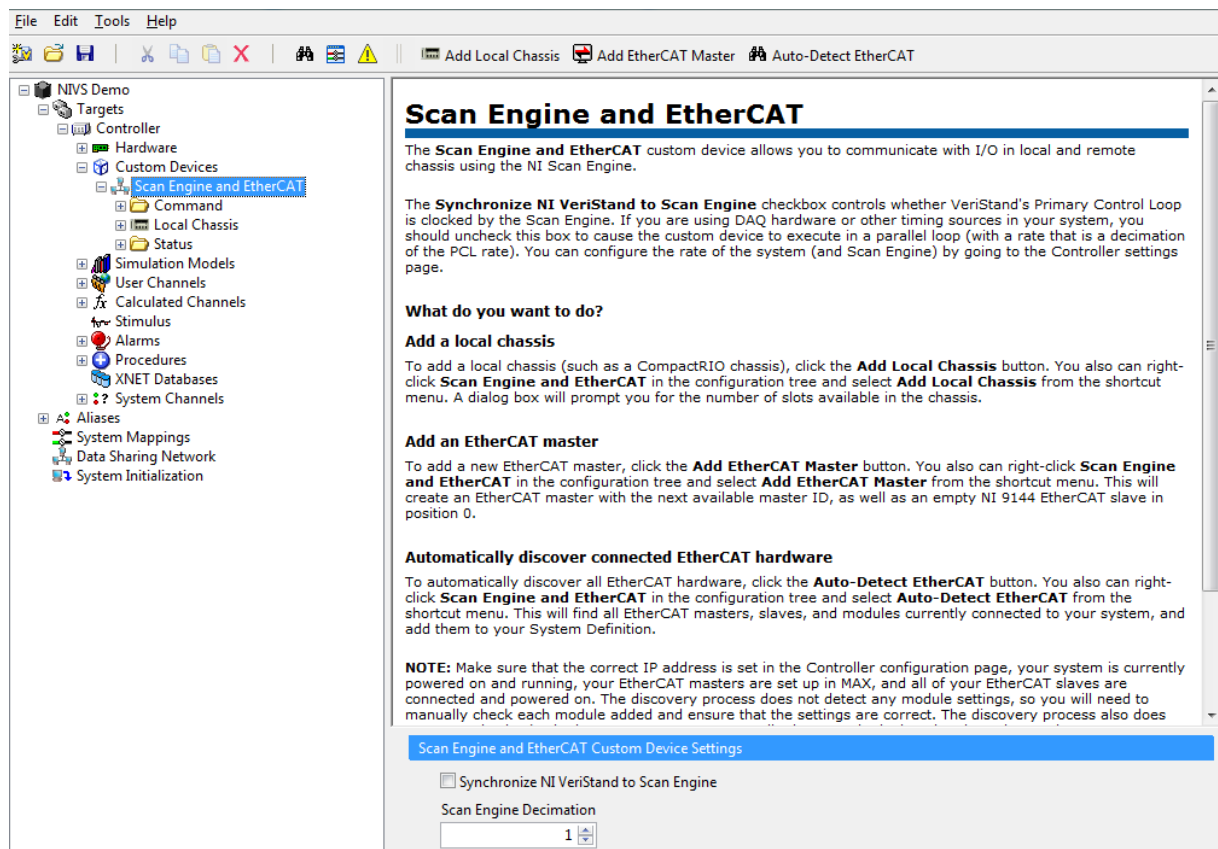 File Edit Tools Help
Add Local Chassis Add EtherCAT Master Auto-Detect EtherCAT
NIVS Demo
Targets
Controller
Hardware
Custom Devices
Scan Engine and EtherCAT
Command
Local Chassis
Status
Simulation Models
User Channels
fx Calculated Channels
Stimulus
Alarms
Procedures
XNET Databases
System Channels
Aliases
System Mappings
Data Sharing Network
System Initialization
Scan Engine and EtherCAT
The Scan Engine and EtherCAT custom device allows you to communicate with I/O in local and remote
chassis using the NI Scan Engine.
The Synchronize NI VeriStand to Scan Engine checkbox controls whether VeriStand's Primary Control Loop
is clocked by the Scan Engine. If you are using DAQ hardware or other timing sources in your system, you
should uncheck this box to cause the custom device to execute in a parallel loop (with a rate that is a decimation
of the PCL rate). You can configure the rate of the system (and Scan Engine) by going to the Controller settings
page.
What do you want to do?
Add a local chassis
To add a local chassis (such as a CompactRIO chassis), click the Add Local Chassis button. You also can right-
click Scan Engine and EtherCAT in the configuration tree and select Add Local Chassis from the shortcut
menu. A dialog box will prompt you for the number of slots available in the chassis.
Add an EtherCAT master
To add a new EtherCAT master, click the Add EtherCAT Master button. You also can right-click Scan Engine
and EtherCAT in the configuration tree and select Add EtherCAT Master from the shortcut menu. This will
create an EtherCAT master with the next available master ID, as well as an empty NI 9144 EtherCAT slave in
position 0.
Automatically discover connected EtherCAT hardware
To automatically discover all EtherCAT hardware, click the Auto-Detect EtherCAT button. You also can right-
click Scan Engine and EtherCAT in the configuration tree and select Auto-Detect EtherCAT from the
shortcut menu. This will find all EtherCAT masters, slaves, and modules currently connected to your system, and
add them to your System Definition.
NOTE: Make sure that the correct IP address is set in the Controller configuration page, your system is currently
powered on and running, your EtherCAT masters are set up in MAX, and all of your EtherCAT slaves are
connected and powered on. The discovery process does not detect any module settings, so you will need to
manually check each module added and ensure that the settings are correct. The discovery process also does
Scan Engine and EtherCAT Custom Device Settings
Synchronize NI VeriStand to Scan Engine
Scan Engine Decimation
1